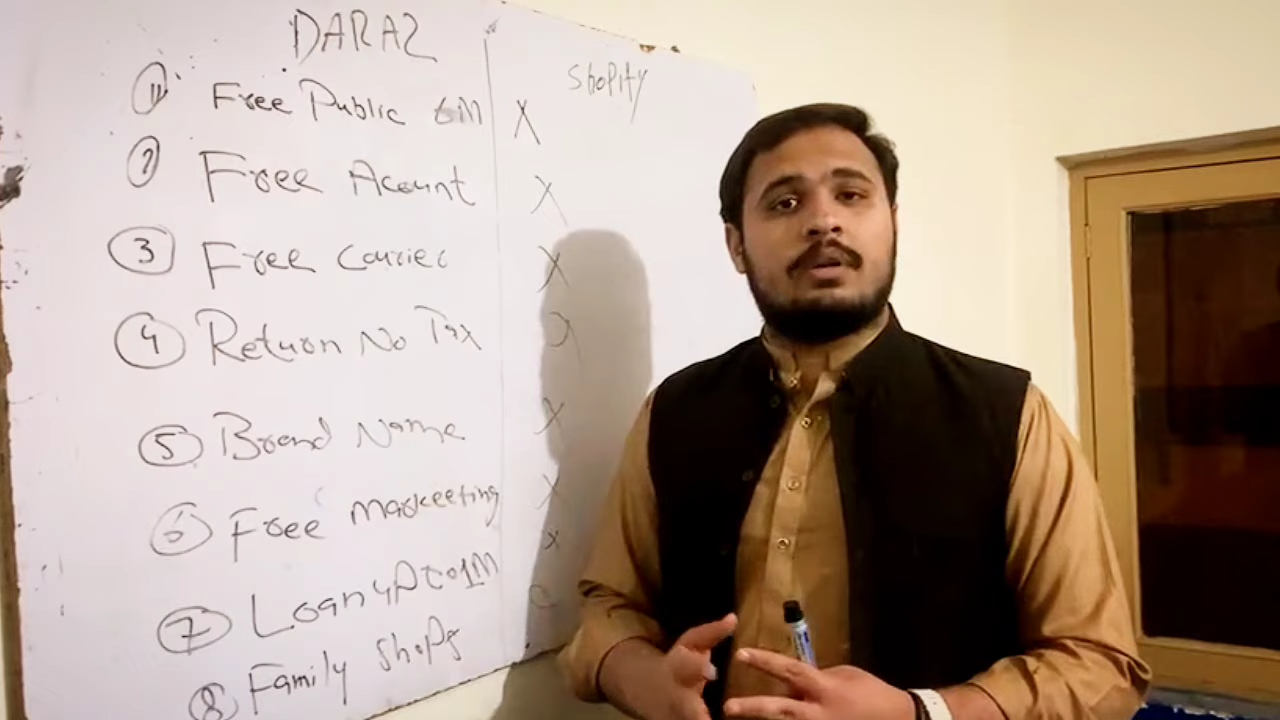 DARAZ
Shopify
1 Free Public 6M X
2 Free Acount X
3 Free Courier X
4 Return No Tax
5 Brand Name X
6 Free Markeeting X
7 Loan upto 1M X
8 Family Shops